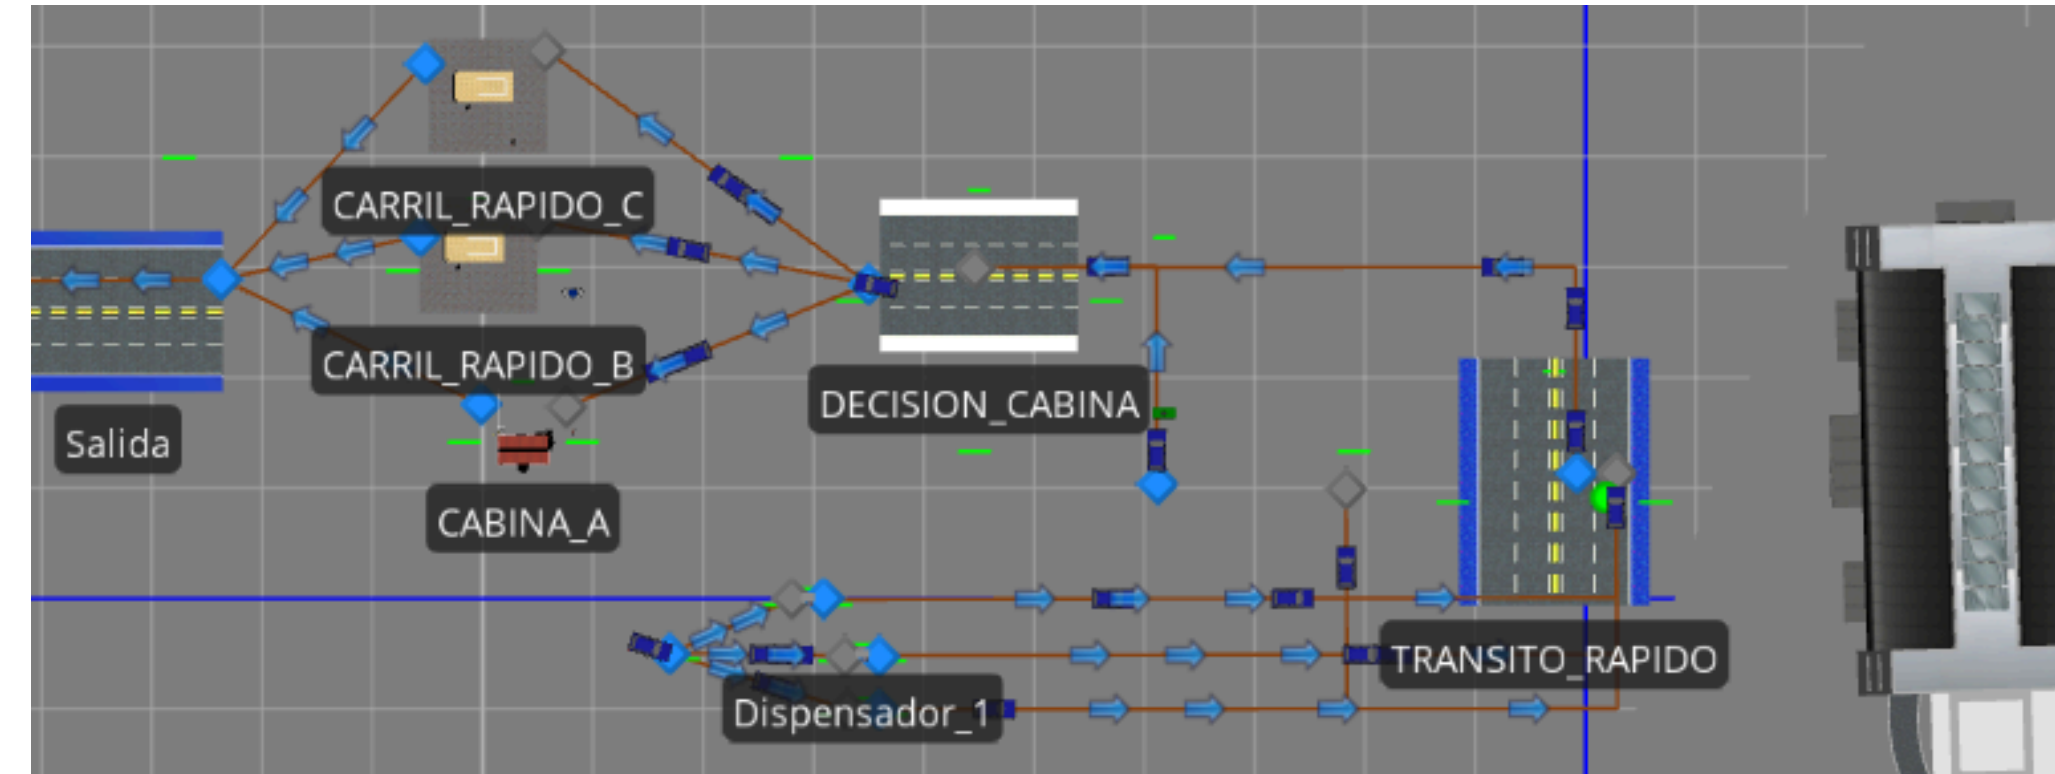 CARRIL_RAPIDO_C
CARRIL_RAPIDO_B
DECISION_CABINA
Salida
CABINA_A
TRANSITO_RAPIDO
Dispensador_1